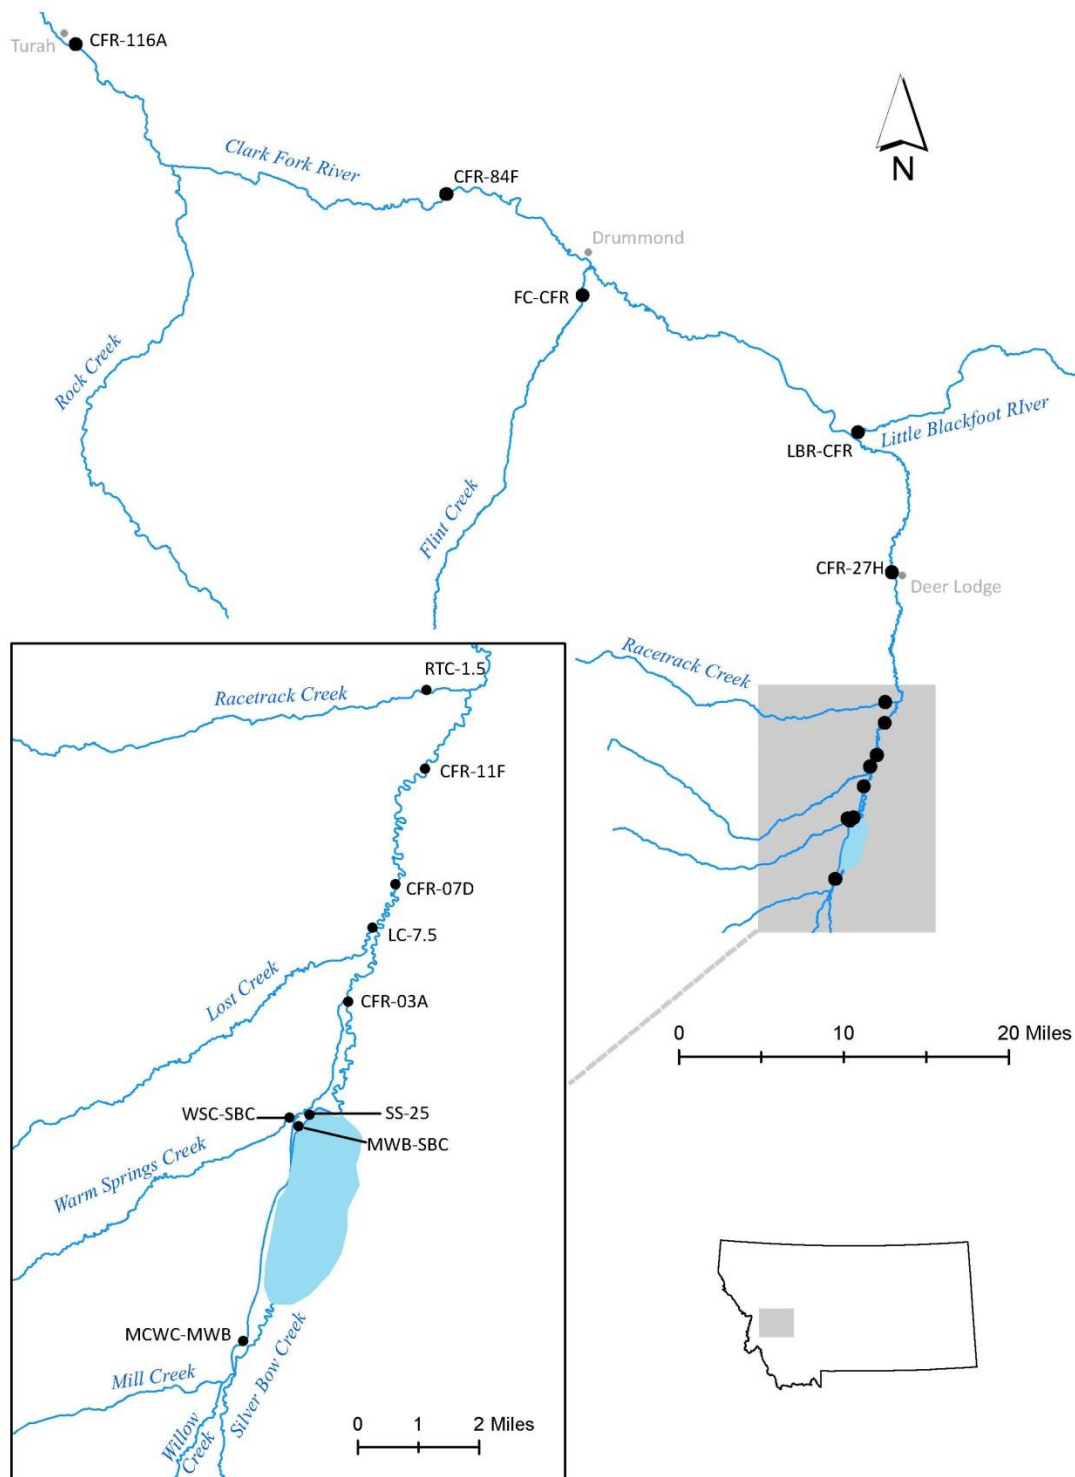 Turah
CFR-116A
Clark Fork River
CFR-84F
N
Drummond
FC-CFR
Rock Creek
Little Blackfoot RIver
LBR-CFR
Flint Creek
CFR-27H
Deer Lodge
Racetrack Creek
0 10 20 Miles
RTC-1.5
Racetrack Creek
CFR-11F
CFR-07D
LC-7.5
Lost Creek
CFR-03A
WSC-SBC
SS-25
MWB-SBC
Warm Springs Creek
MCWC-MWB
Mill Creek
Willow
Creek
Silver Bow Creek
0 1 2 Miles